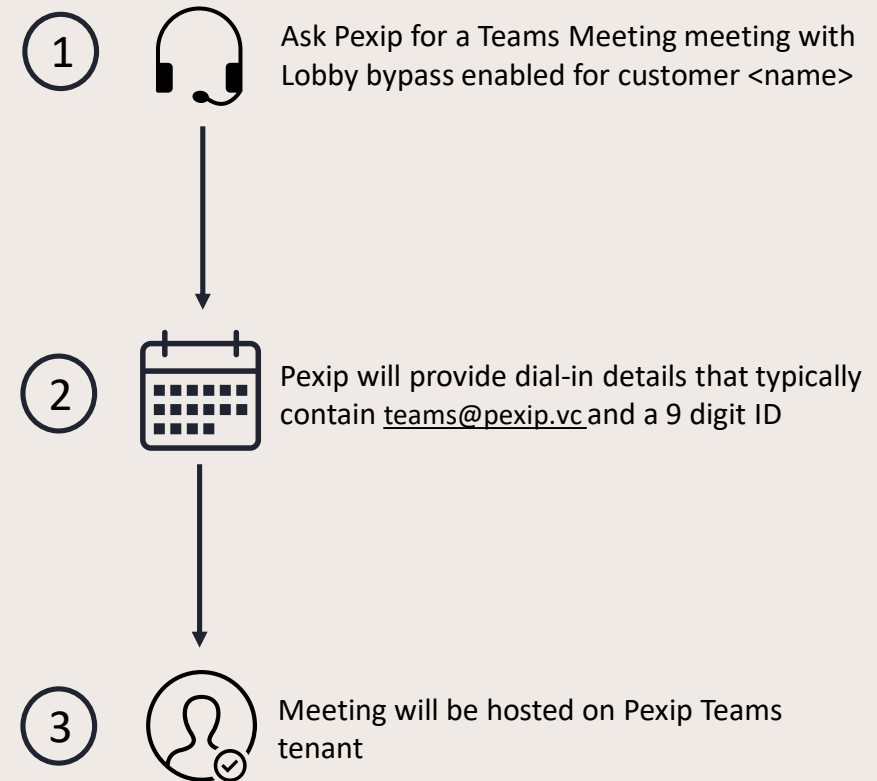 1
Ask Pexip for a Teams Meeting meeting with
Lobby bypass enabled for customer <name>
2
Pexip will provide dial-in details that typically
contain teams@pexip.vc and a 9 digit ID
3
Meeting will be hosted on Pexip Teams
tenant